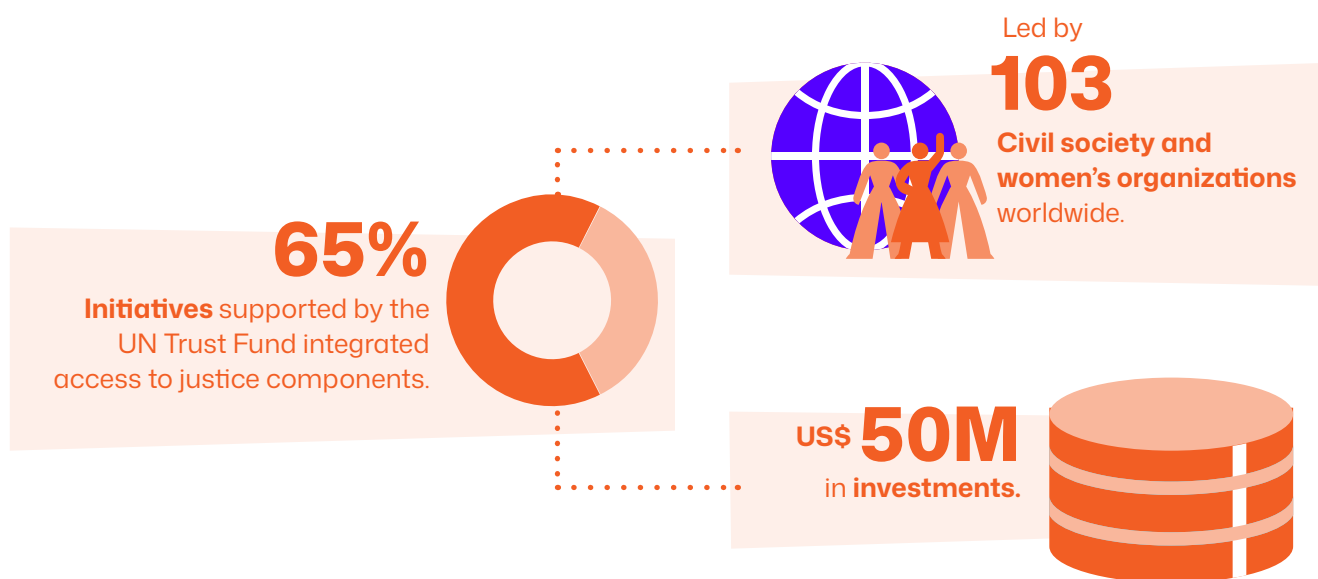 65%
Initiatives supported by the
UN Trust Fund integrated
access to justice components.
Led by
103
Civil society and
women’s organizations
worldwide.
US$ 50M
in investments.